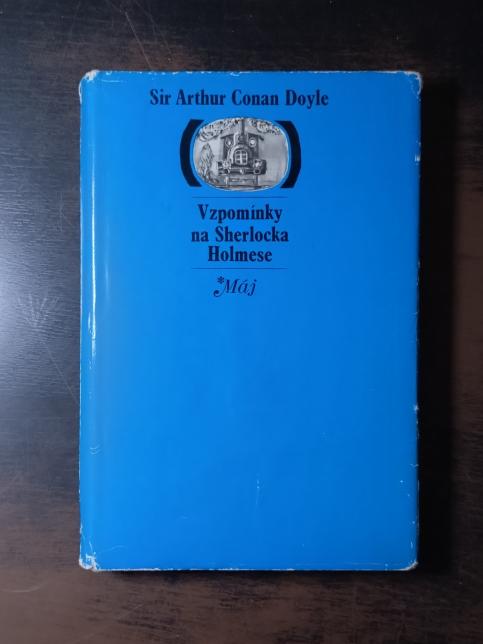 Sir Arthur Conan Doyle
Vzpomínky
na Sherlocka
Holmese
*Máj